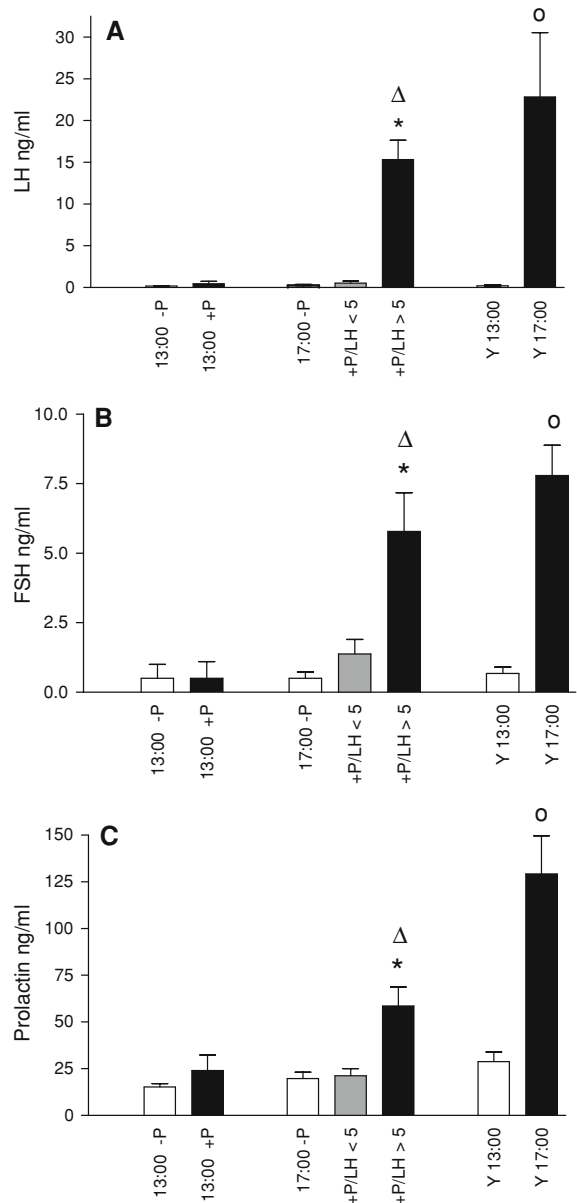 A
LH ng/ml
30
25
20
15
10
5
0
Δ
*
o
13:00 -P
13:00 +P
17:00 -P
+P/LH < 5
+P/LH > 5
Y 13:00
Y 17:00
B
FSH ng/ml
10.0
7.5
5.0
2.5
0.0
Δ
*
o
13:00 -P
13:00 +P
17:00 -P
+P/LH < 5
+P/LH > 5
Y 13:00
Y 17:00
C
Prolactin ng/ml
150
125
100
75
50
25
0
Δ
*
o
13:00 -P
13:00 +P
17:00 -P
+P/LH < 5
+P/LH > 5
Y 13:00
Y 17:00